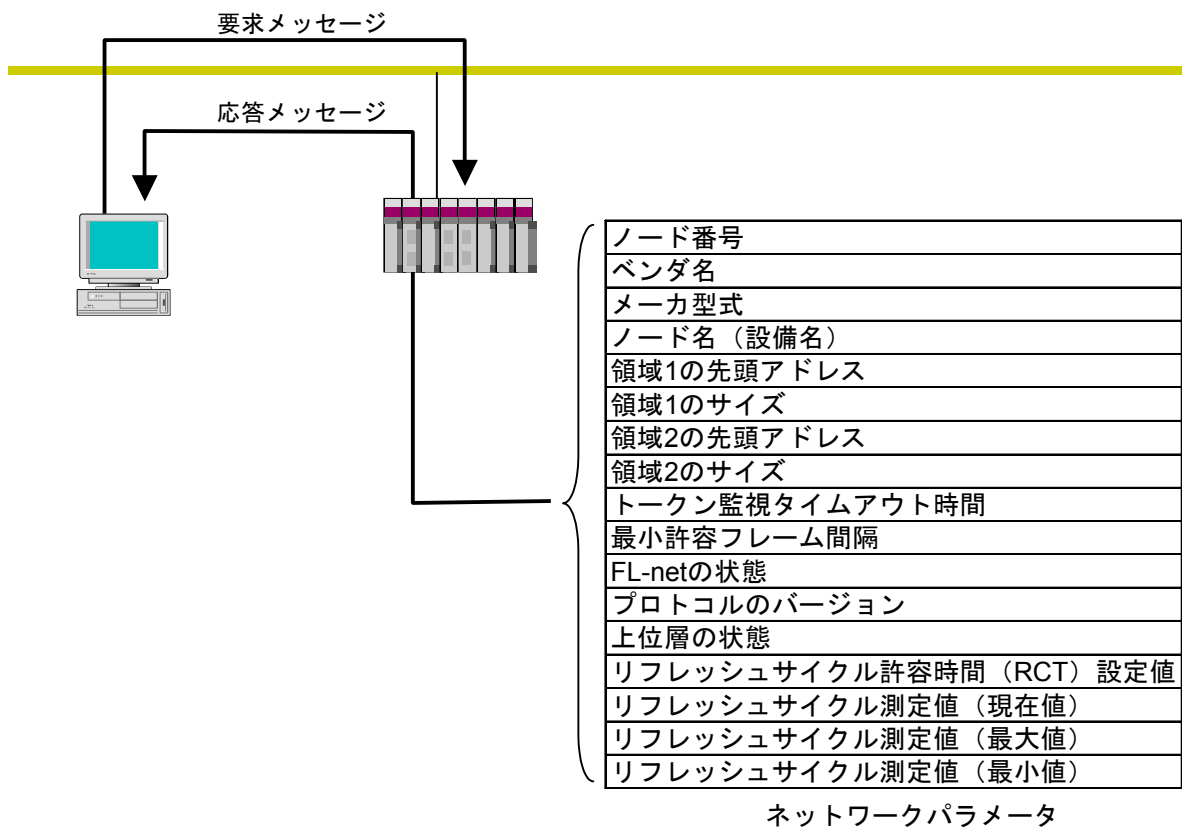 要求メッセージ
応答メッセージ
ノード番号
ベンダ名
メーカ型式
ノード名（設備名）
領域1の先頭アドレス
領域1のサイズ
領域2の先頭アドレス
領域2のサイズ
トークン監視タイムアウト時間
最小許容フレーム間隔
FL-netの状態
プロトコルのバージョン
上位層の状態
リフレッシュサイクル許容時間（RCT）設定値
リフレッシュサイクル測定値（現在値）
リフレッシュサイクル測定値（最大値）
リフレッシュサイクル測定値（最小値）
ネットワークパラメータ